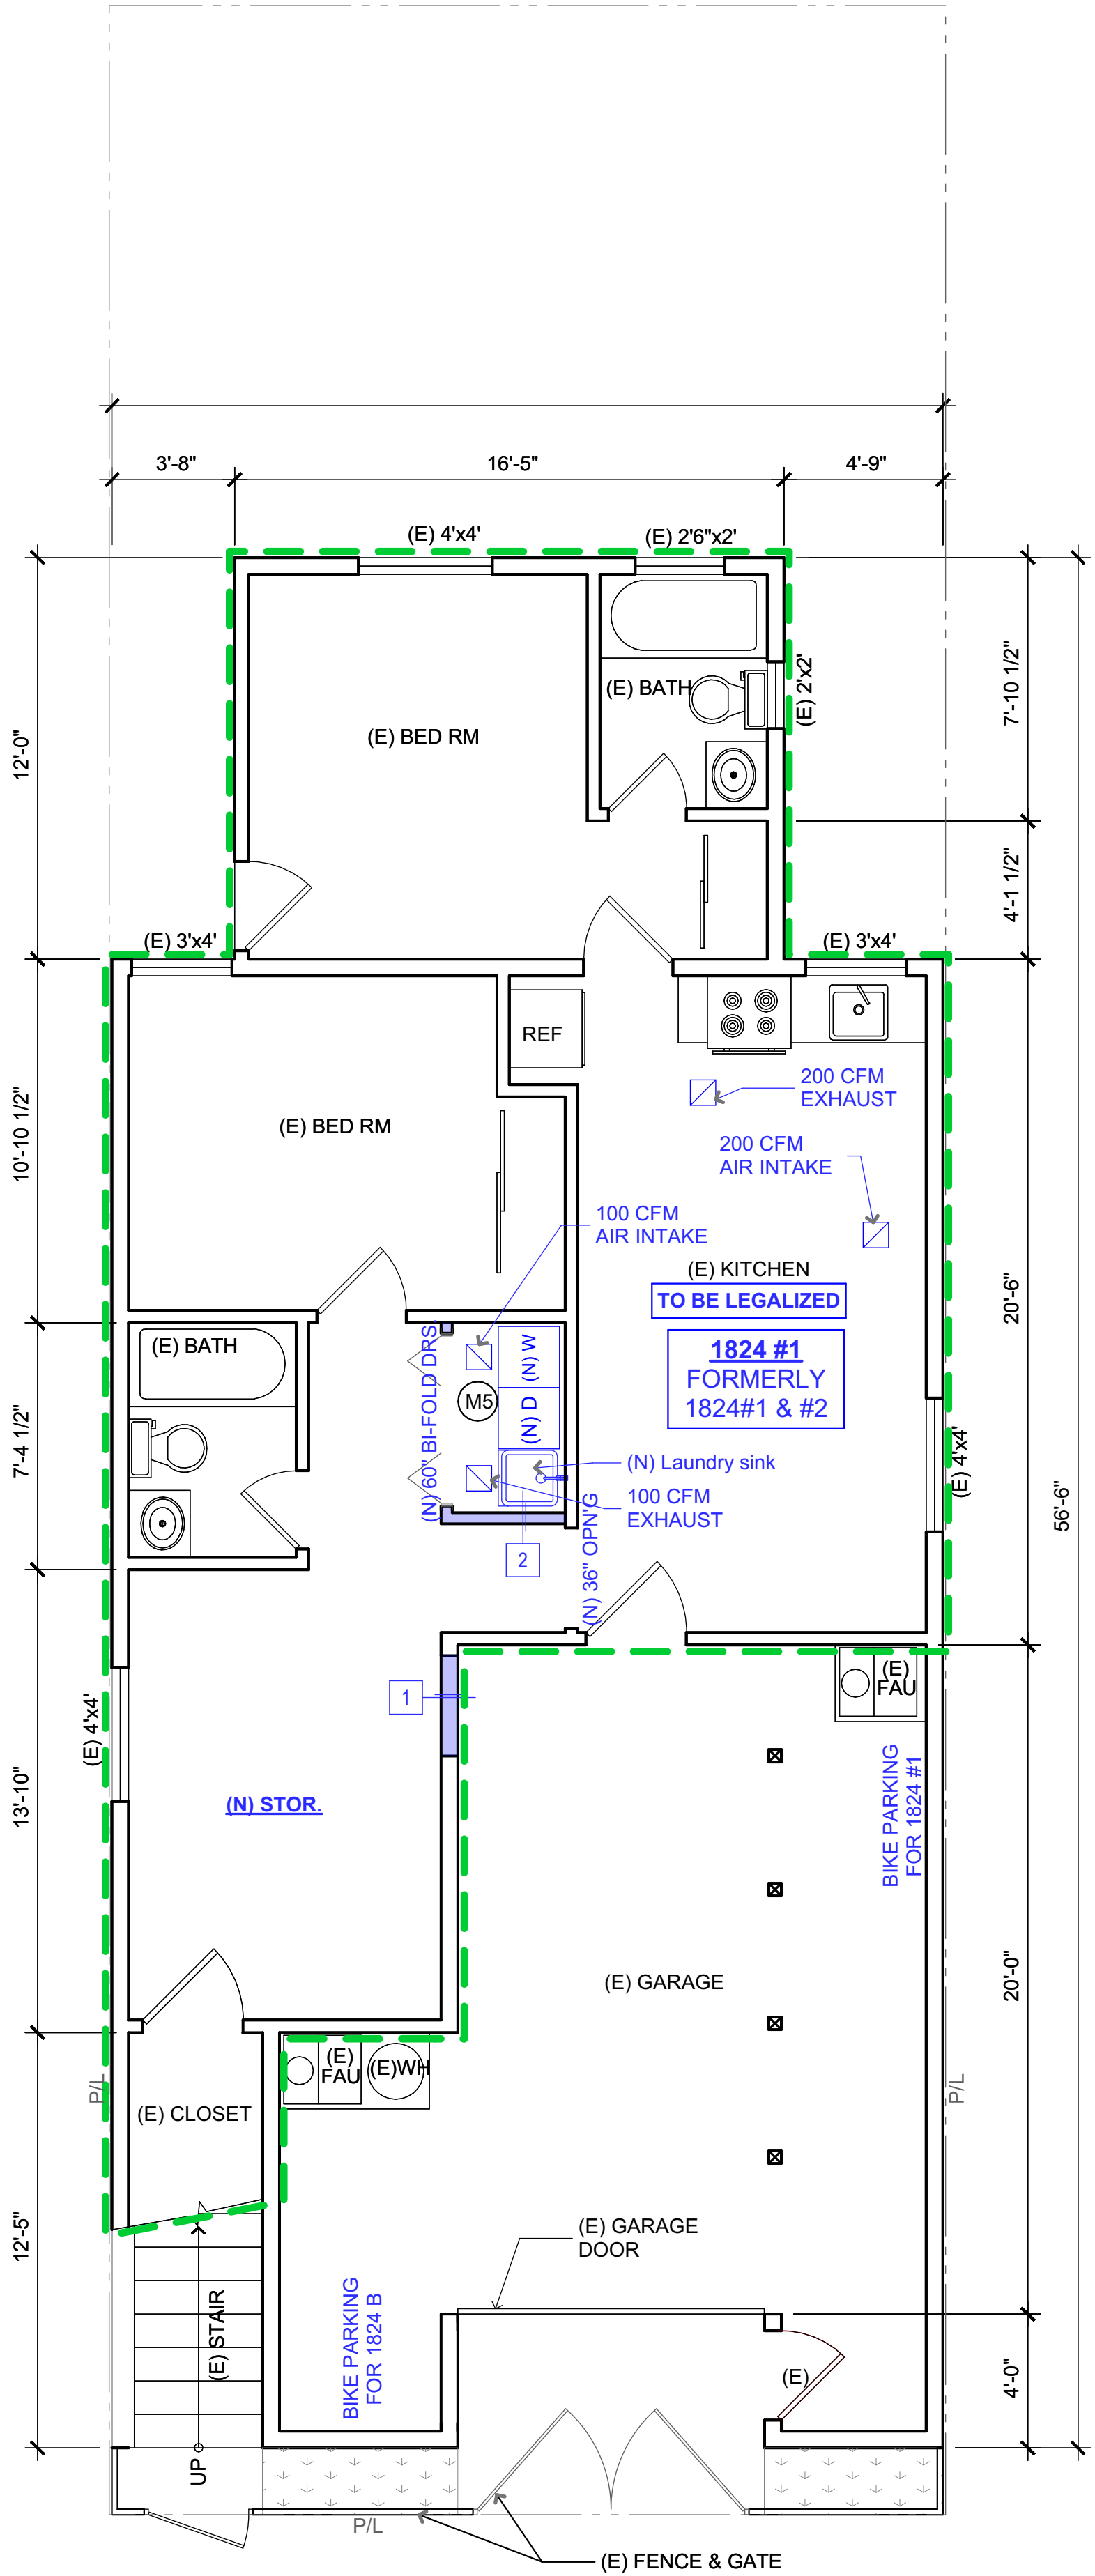 3'-8"
16'-5"
4'-9"
(E) 4'x4'
(E) 2'6"x2'
12'-0"
(E) BED RM
(E) BATH
(E) 2'x2'
7'-10 1/2"
4'-1 1/2"
(E) 3'x4'
(E) 3'x4'
REF
10'-10 1/2"
(E) BED RM
200 CFM
EXHAUST
200 CFM
AIR INTAKE
100 CFM
AIR INTAKE
(E) KITCHEN
TO BE LEGALIZED
1824 #1
FORMERLY
1824#1 & #2
20'-6"
(E) BATH
7'-4 1/2"
(N) 60" BI-FOLD DRS.
(N) W
M5
(N) D
(N) Laundry sink
100 CFM
EXHAUST
(E) 4'x4'
56'-6"
2
(N) 36" OPN'G
1
(E)
FAU
(E) 4'x4'
BIKE PARKING
FOR 1824 #1
13'-10"
(N) STOR.
(E) GARAGE
20'-0"
(E)
FAU
(E)WH
P/L
P/L
(E) CLOSET
12'-5"
(E) GARAGE
DOOR
(E) STAIR
BIKE PARKING
FOR 1824 B
(E)
4'-0"
UP
P/L
(E) FENCE & GATE